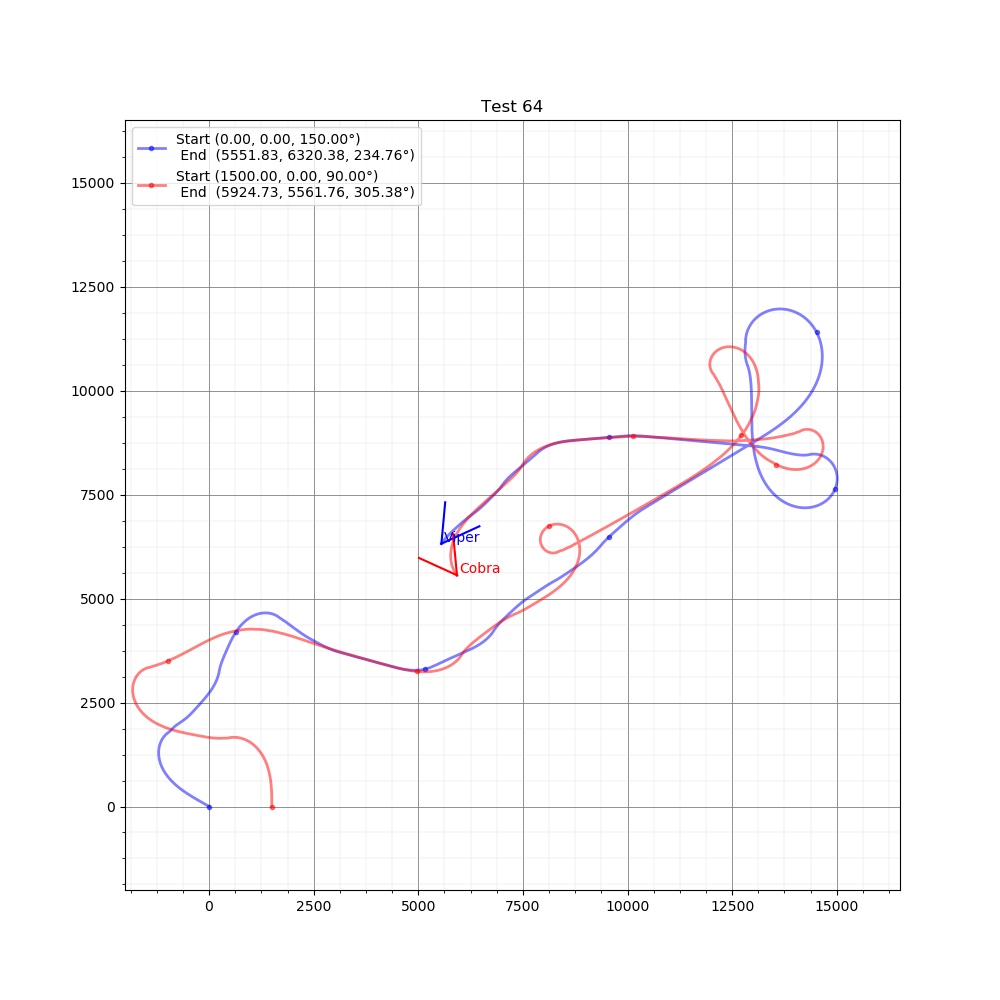 Test 64
Start (0.00, 0.00, 150.00°)
End (5551.83, 6320.38, 234.76°)
Start (1500.00, 0.00, 90.00°)
End (5924.73, 5561.76, 305.38°)
15000
12500
10000
7500
5000
2500
0
Viper
Cobra
0 2500 5000 7500 10000 12500 15000